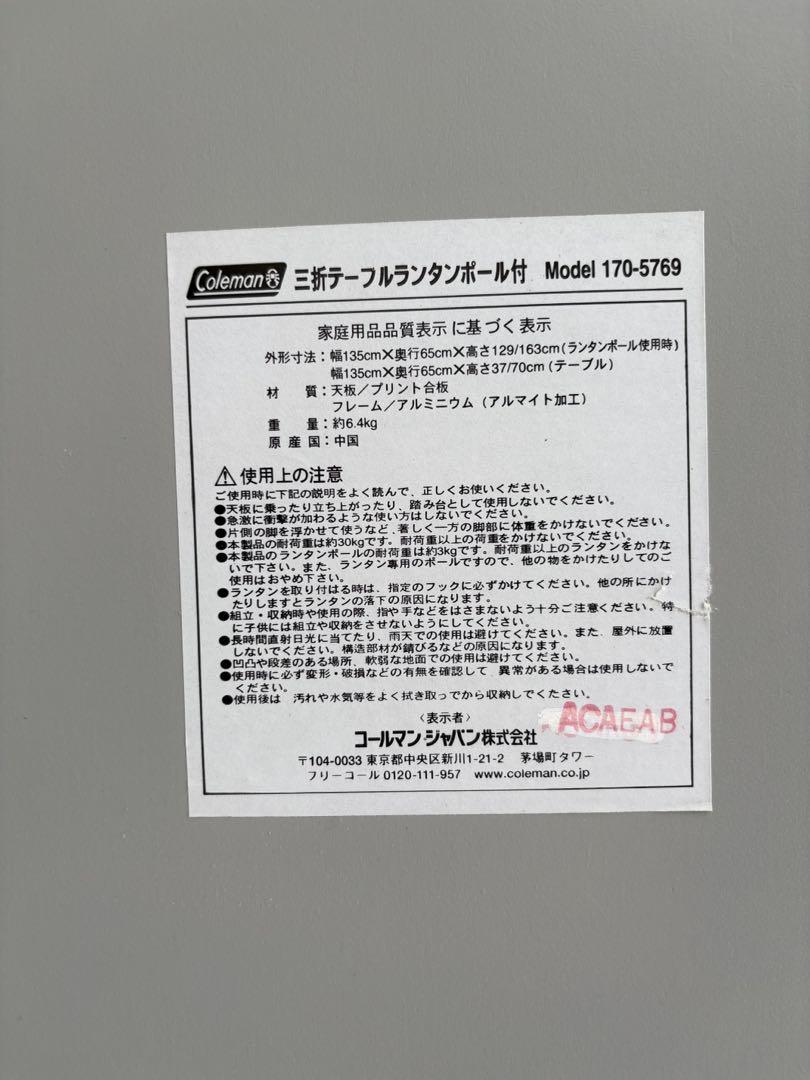 Coleman 三折テーブルランタンポール付 Model 170-5769
家庭用品品質表示に基づく表示
外形寸法：幅135cm×奥行65cm×高さ129/163cm(ランタンポール使用時)
幅135cm×奥行65cm×高さ37/70cm(テーブル)
材 質：天板／プリント合板
フレーム／アルミニウム（アルマイト加工）
重 量：約6.4kg
原 産 国：中国
⚠使用上の注意
ご使用時に下記の説明をよく読んで、正しくお使いください。
●天板に乗ったり立ち上がったり、踏み台として使用しないでください。
●急激に衝撃が加わるような使い方はしないでください。
●片側の脚を浮かせて使うなど、著しく一方の脚部に体重をかけないでください。
●本製品の耐荷重は約30kgです。耐荷重以上の荷重をかけないでください。
●本製品のランタンポールの耐荷重は約3kgです。耐荷重以上のランタンをかけな
いで下さい。また、ランタン専用のポールですので、他の物をかけたりしてのご
使用はおやめ下さい。
●ランタンを取り付はる時は、指定のフックに必ずかけてください。他の所にかけ
たりしますとランタンの落下の原因になります。
●組立・収納時や使用の際、指や手などをはさまないよう十分ご注意ください。特
に子供には組立や収納をさせないようにしてください。
●長時間直射日光に当てたり、雨天での使用は避けてください。また、屋外に放置
しないでください。構造部材が錆びるなどの原因になります。
●凹凸や段差のある場所、軟弱な地面での使用は避けてください。
●使用時に必ず変形・破損などの有無を確認して、異常がある場合は使用しないで
ください。
●使用後は、汚れや水気等をよく拭き取ってから収納してください。
〈表示者〉
ACAEAB
コールマン・ジャパン株式会社
〒104-0033 東京都中央区新川1-21-2 茅場町タワー
フリーコール 0120-111-957 www.coleman.co.jp